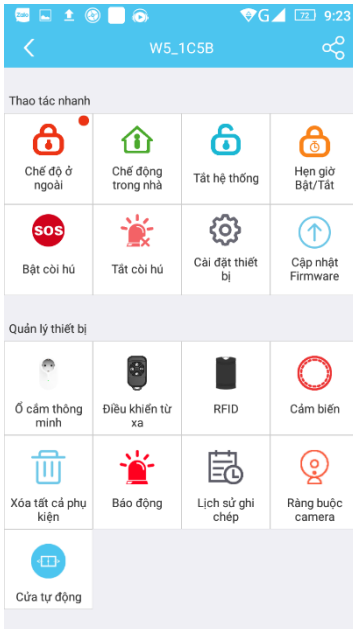 Zalo G 72 9:23
W5_1C5B
Thao tác nhanh
Chế độ ở
ngoài
Chế động
trong nhà
Tắt hệ thống
Hẹn giờ
Bật/Tắt
SOS
Bật còi hú
Tắt còi hú
Cài đặt thiết
bị
Cập nhật
Firmware
Quản lý thiết bị
Ổ cắm thông
minh
Điều khiển từ
xa
RFID
Cảm biến
Xóa tất cả phụ
kiện
Báo động
Lịch sử ghi
chép
Ràng buộc
camera
Cửa tự động